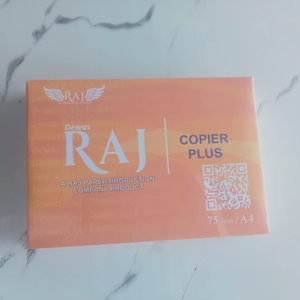 RAJ
Dewas
RAJ
A RAJ PAPER PRODUCTION
COMPANY PRODUCT
COPIER
PLUS
75 GSM / A4